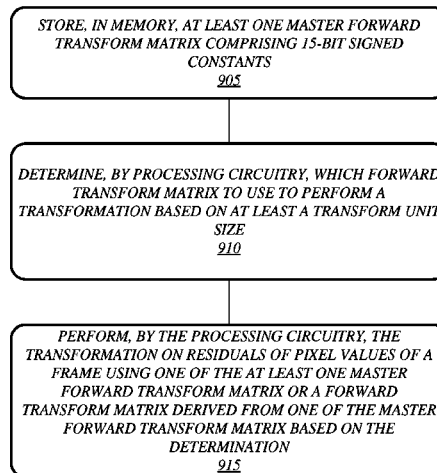 STORE, IN MEMORY, AT LEAST ONE MASTER FORWARD
TRANSFORM MATRIX COMPRISING 15-BIT SIGNED
CONSTANTS
905
DETERMINE, BY PROCESSING CIRCUITRY, WHICH FORWARD
TRANSFORM MATRIX TO USE TO PERFORM A
TRANSFORMATION BASED ON AT LEAST A TRANSFORM UNIT
SIZE
910
PERFORM, BY THE PROCESSING CIRCUITRY, THE
TRANSFORMATION ON RESIDUALS OF PIXEL VALUES OF A
FRAME USING ONE OF THE AT LEAST ONE MASTER
FORWARD TRANSFORM MATRIX OR A FORWARD
TRANSFORM MATRIX DERIVED FROM ONE OF THE MASTER
FORWARD TRANSFORM MATRIX BASED ON THE
DETERMINATION
915